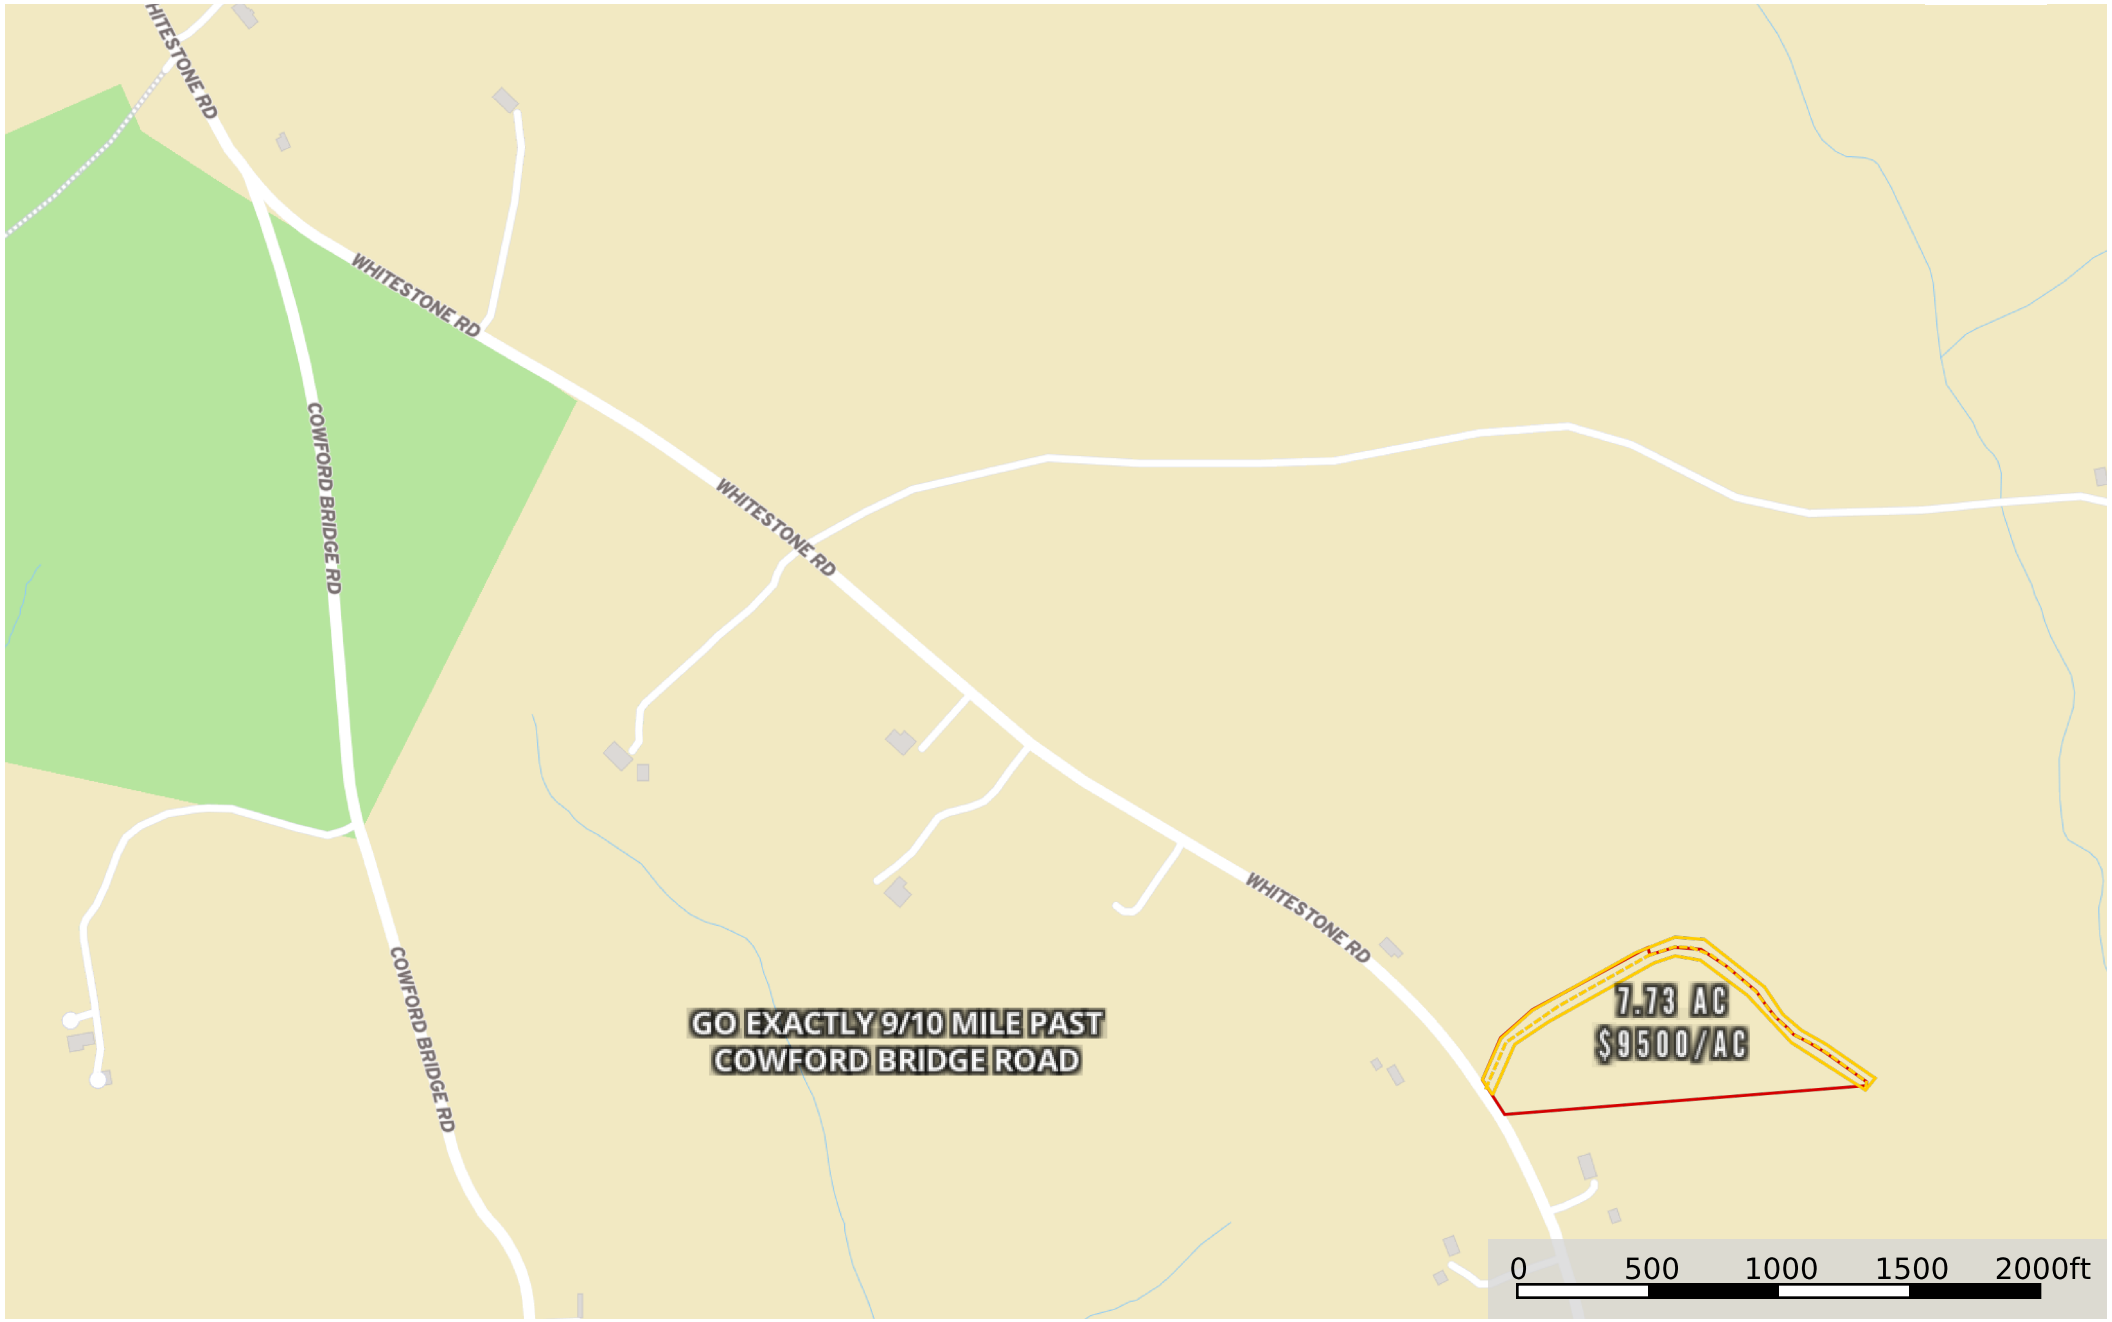 HITESTONE RD
WHITESTONE RD
COWFORD BRIDGE RD
WHITESTONE RD
WHITESTONE RD
COWFORD BRIDGE RD
GO EXACTLY 9/10 MILE PAST
COWFORD BRIDGE ROAD
7.73 AC
$9500/AC
0 500 1000 1500 2000ft